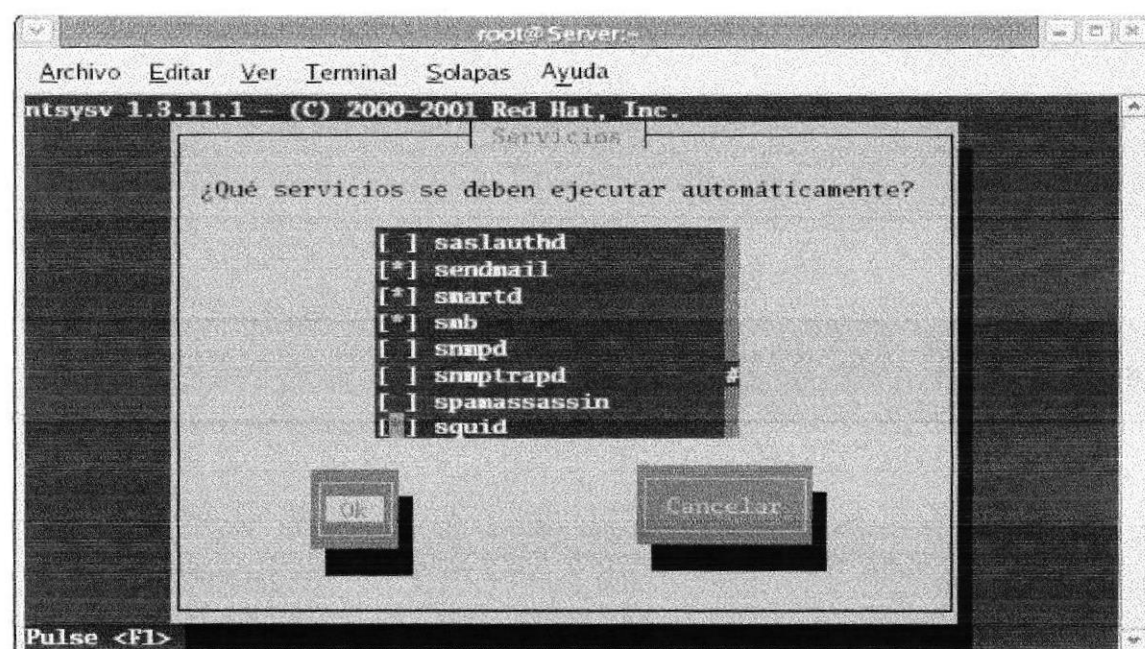 root@Server:~
Archivo Editar Ver Terminal Solapas Ayuda
ntsysv 1.3.11.1 - (C) 2000-2001 Red Hat, Inc.
Servicios
¿Qué servicios se deben ejecutar automáticamente?
[ ] saslauthd
[*] sendmail
[*] smartd
[*] smb
[ ] snmpd
[ ] snmptrapd #
[ ] spamassassin
[*] squid
Ok Cancelar
Pulse <F1>